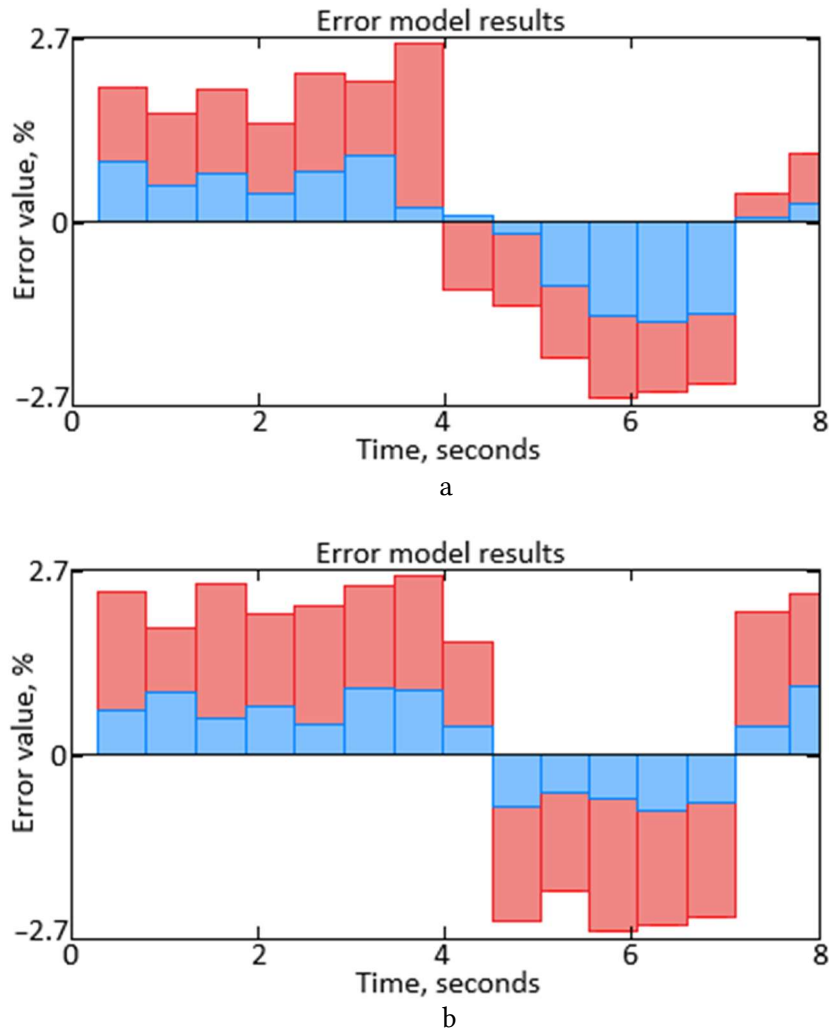 Error model results
2.7
Error value, %
0
−2.7
0 2 4 6 8
Time, seconds
a
Error model results
2.7
Error value, %
0
−2.7
0 2 4 6 8
Time, seconds
b